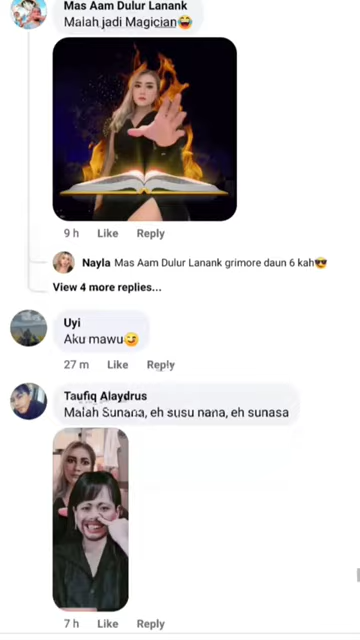 Mas Aam Dulur Lanank
Malah jadi Magician😂
9 h Like Reply
Nayla Mas Aam Dulur Lanank grimore daun 6 kah😎
View 4 more replies...
Uyi
Aku mawu😋
27 m Like Reply
Taufiq Alaydrus
Malah Sunana, eh susu nana, eh sunasa
7 h Like Reply